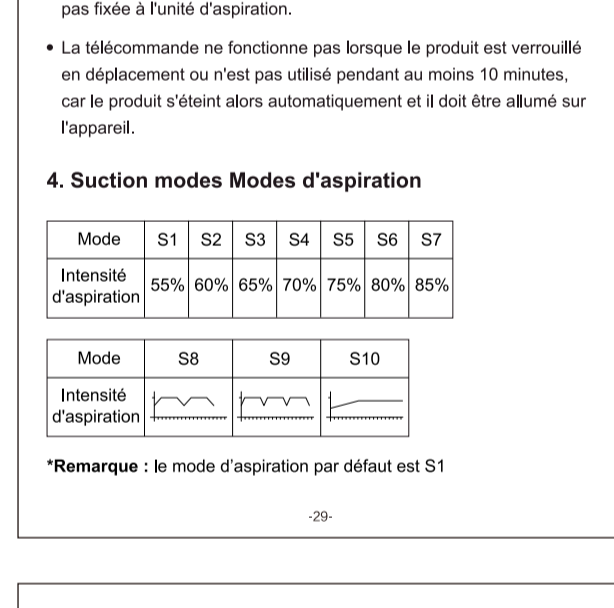 pas fixée à l'unité d'aspiration.
• La télécommande ne fonctionne pas lorsque le produit est verrouillé
en déplacement ou n'est pas utilisé pendant au moins 10 minutes,
car le produit s'éteint alors automatiquement et il doit être allumé sur
l'appareil.
4. Suction modes Modes d'aspiration
Mode S1 S2 S3 S4 S5 S6 S7
Intensité
d'aspiration 55% 60% 65% 70% 75% 80% 85%
Mode S8 S9 S10
Intensité
d'aspiration
*Remarque : le mode d'aspiration par défaut est S1
-29-